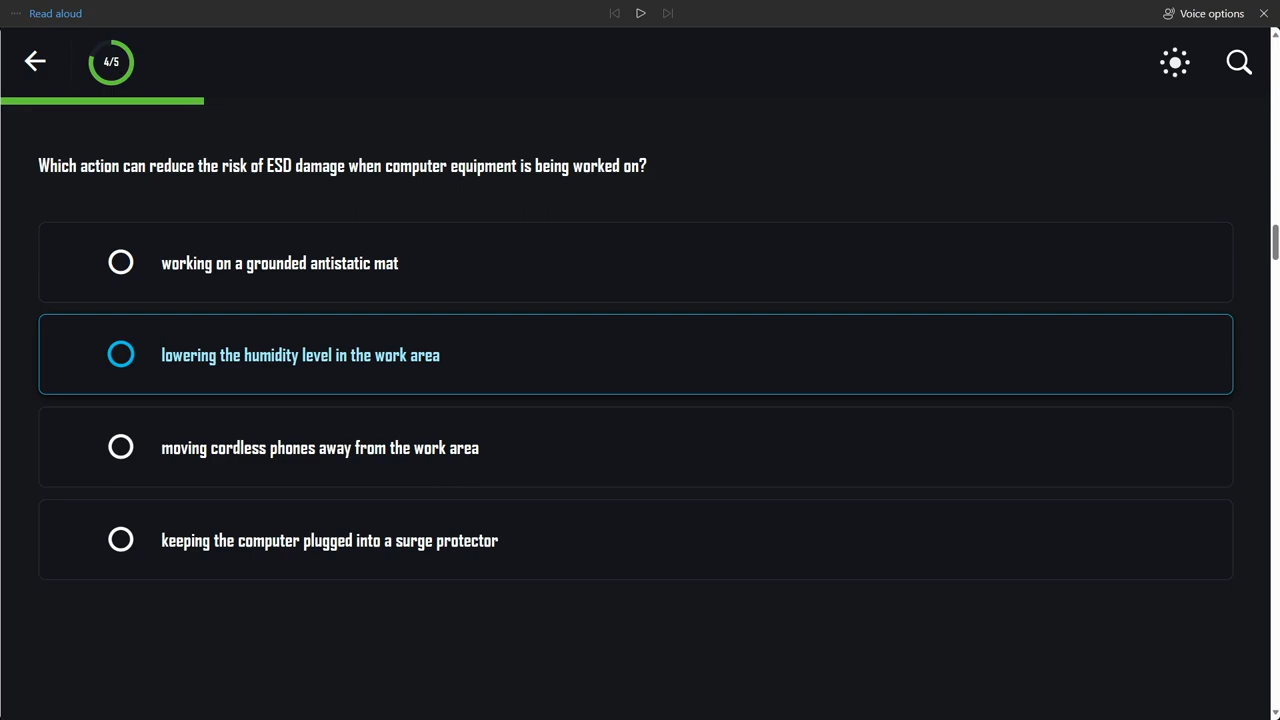 Read aloud
Voice options
4/5
Which action can reduce the risk of ESD damage when computer equipment is being worked on?
working on a grounded antistatic mat
lowering the humidity level in the work area
moving cordless phones away from the work area
keeping the computer plugged into a surge protector